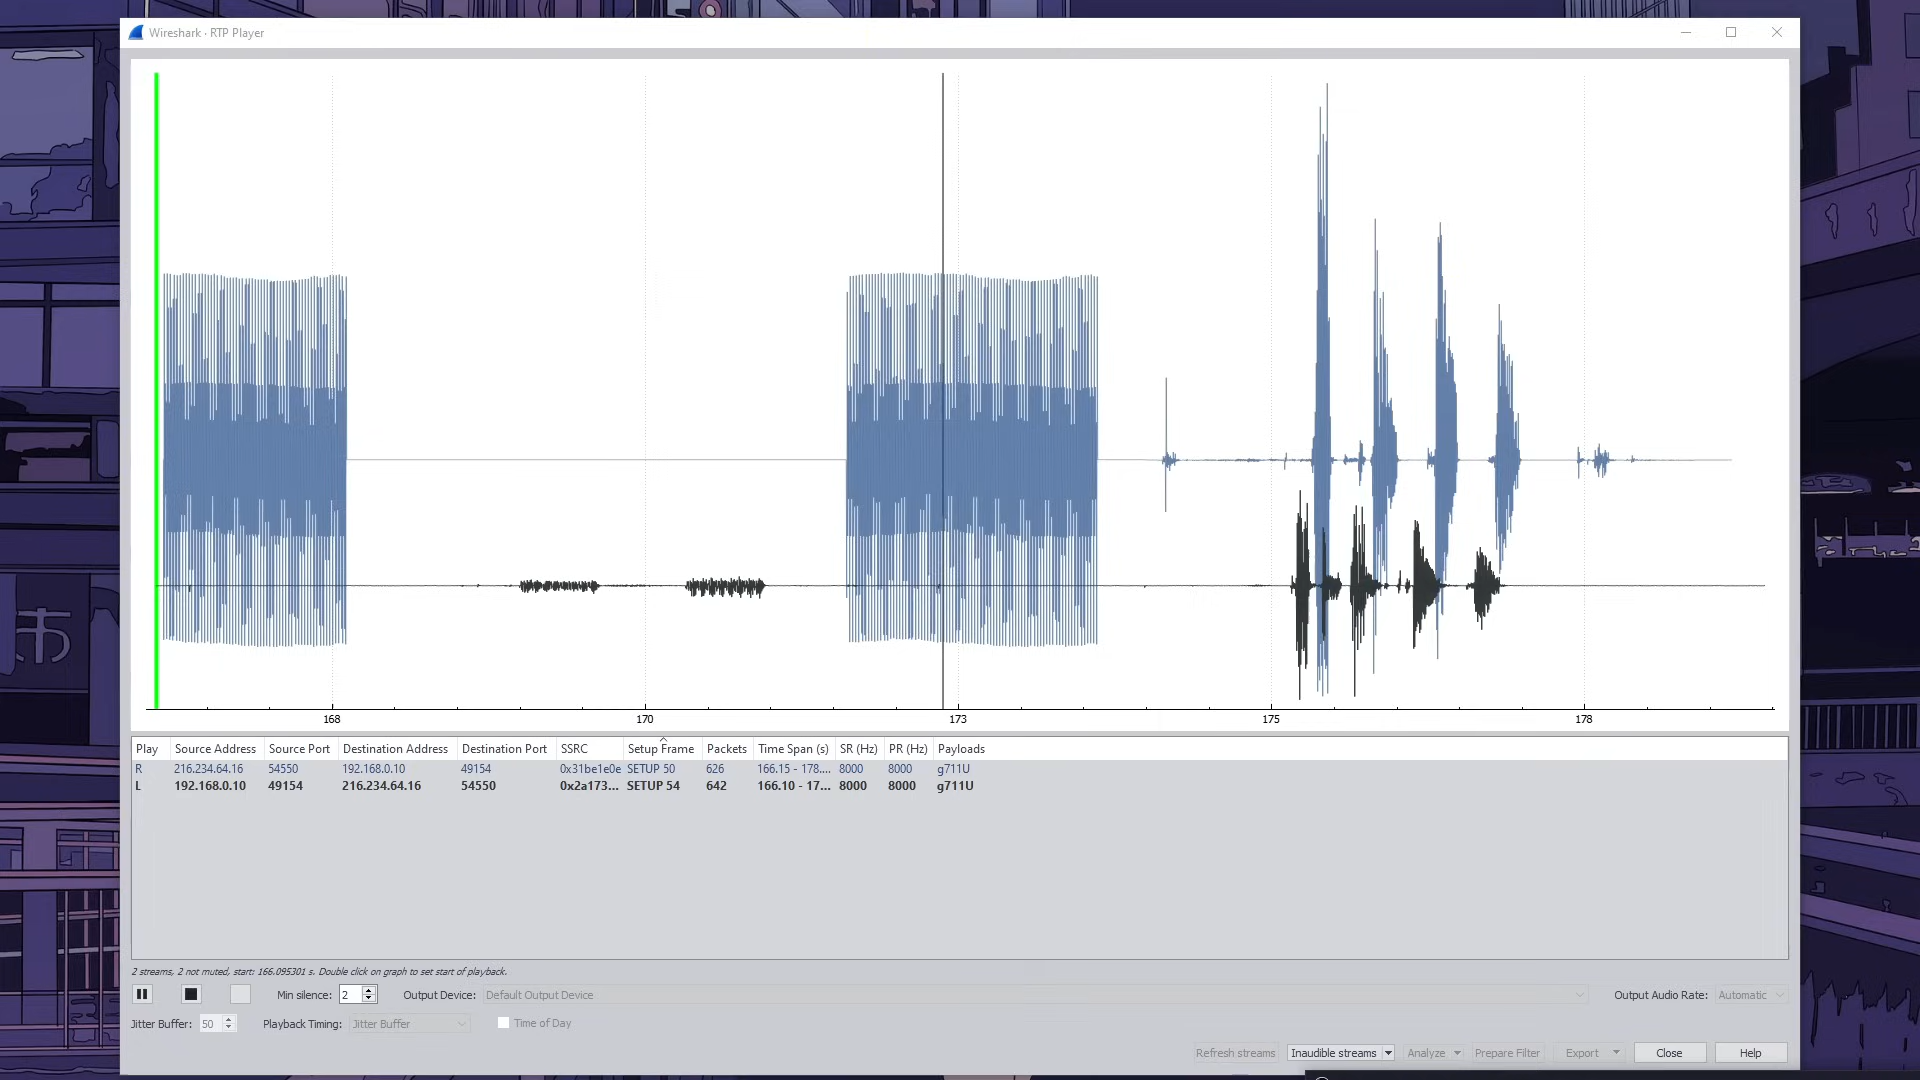 Wireshark · RTP Player
168 170 173 175 178
Play Source Address Source Port Destination Address Destination Port SSRC Setup Frame Packets Time Span (s) SR (Hz) PR (Hz) Payloads
R 216.234.64.16 54550 192.168.0.10 49154 0x31be1e0e SETUP 50 626 166.15 - 178.... 8000 8000 g711U
L 192.168.0.10 49154 216.234.64.16 54550 0x2a173... SETUP 54 642 166.10 - 17... 8000 8000 g711U
2 streams, 2 not muted, start: 166.095301 s. Double click on graph to set start of playback.
Min silence: 2 Output Device: Default Output Device Output Audio Rate: Automatic
Jitter Buffer: 50 Playback Timing: Jitter Buffer Time of Day
Refresh streams Inaudible streams Analyze Prepare Filter Export Close Help